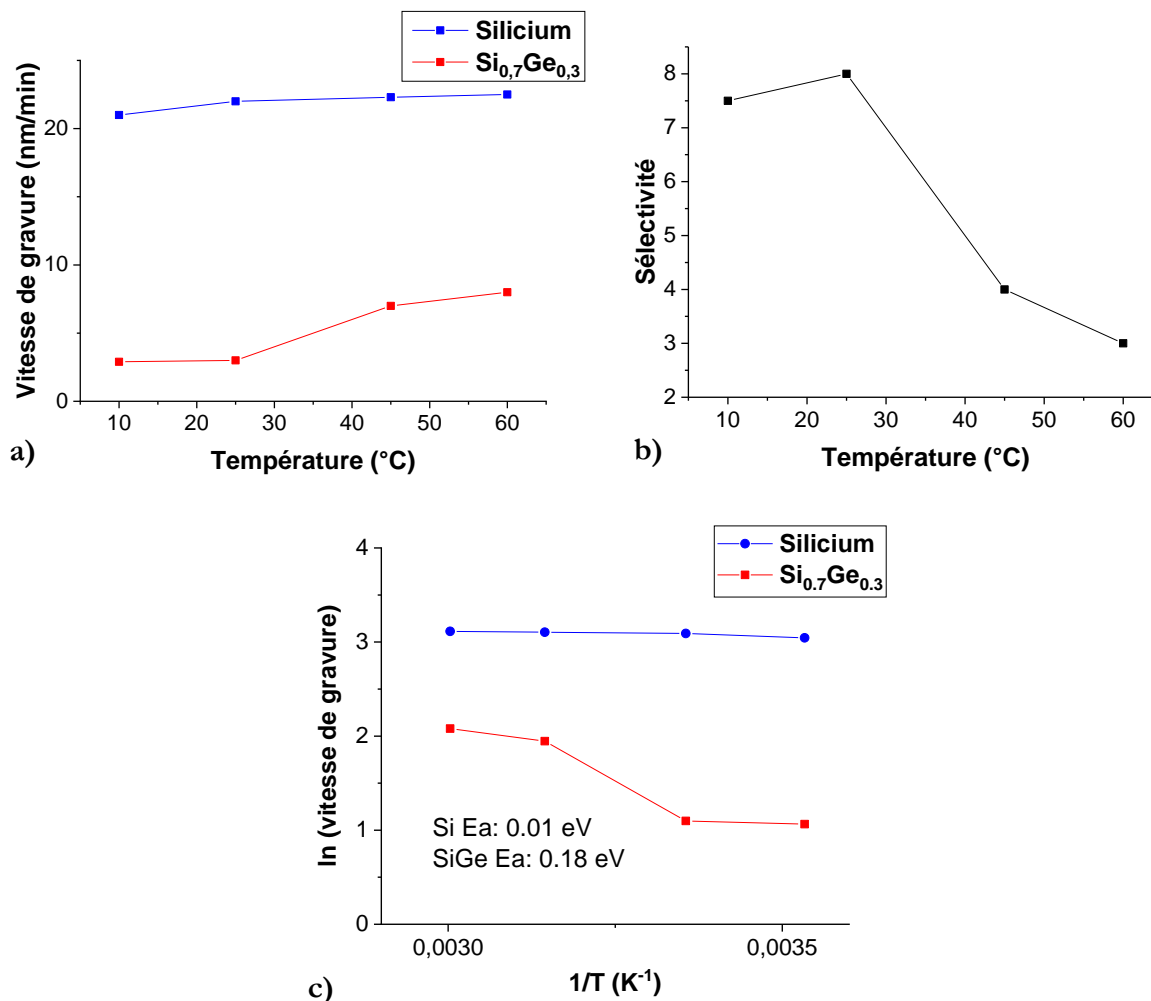 Silicium
Si0,7Ge0,3
Vitesse de gravure (nm/min)
20
10
0
10 20 30 40 50 60
Température (°C)
a)
Sélectivité
8
7
6
5
4
3
2
10 20 30 40 50 60
Température (°C)
b)
Silicium
Si0.7Ge0.3
ln (vitesse de gravure)
4
3
2
1
0
Si Ea: 0.01 eV
SiGe Ea: 0.18 eV
0,0030 0,0035
1/T (K-1)
c)